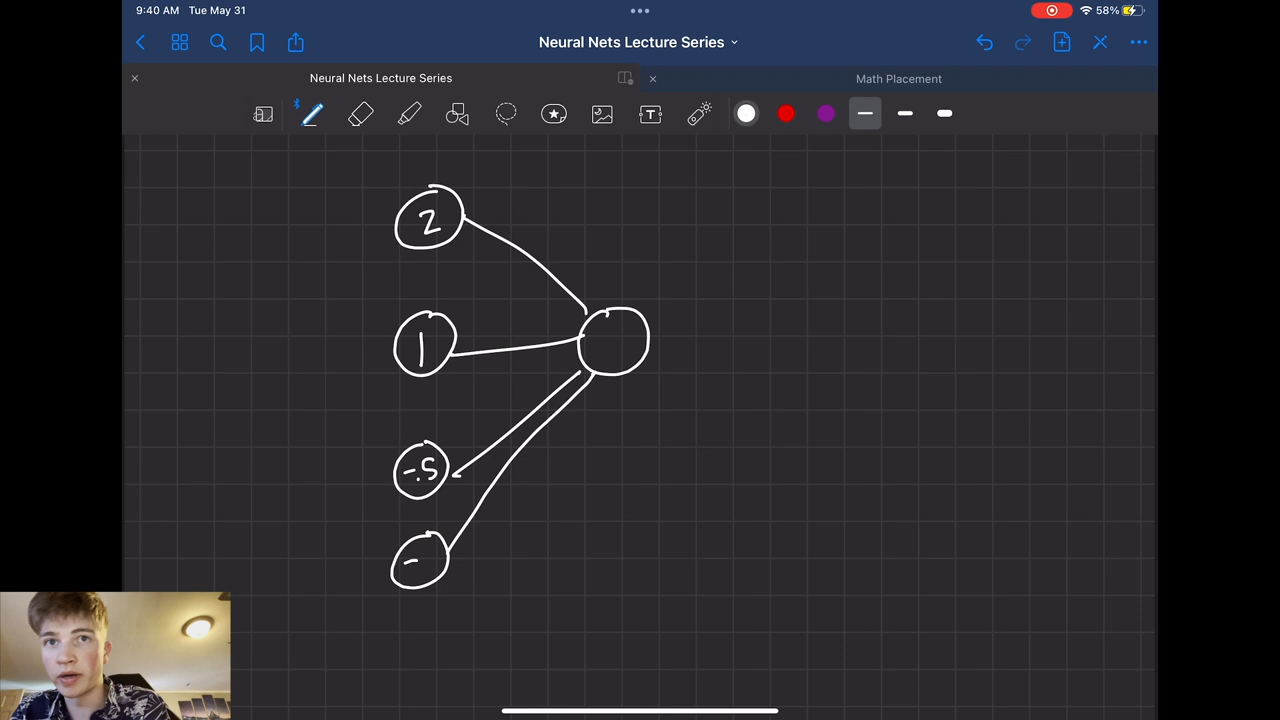 9:40 AM Tue May 31
58%
Neural Nets Lecture Series
Neural Nets Lecture Series
Math Placement
T
2
1
-.5
-